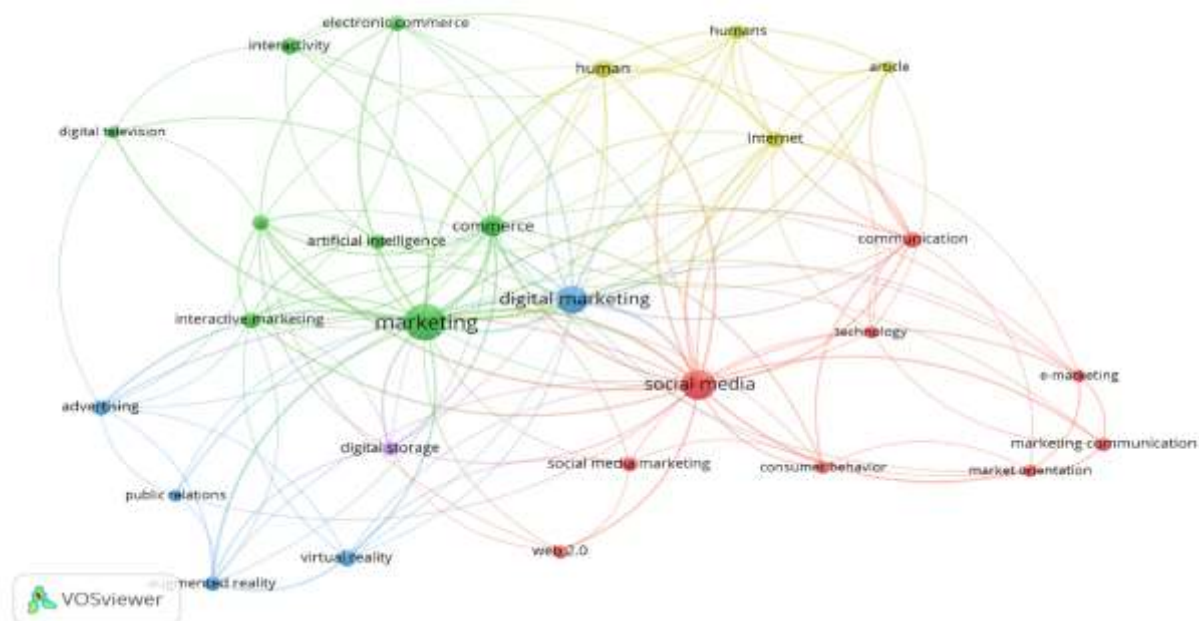 electronic commerce
humans
interactivity
human
article
digital television
Internet
commerce
artificial intelligence
communication
digital marketing
interactive marketing
marketing
technology
e-marketing
social media
advertising
marketing communication
digital storage
social media marketing
consumer behavior
market orientation
public relations
web 2.0
virtual reality
augmented reality
VOSviewer